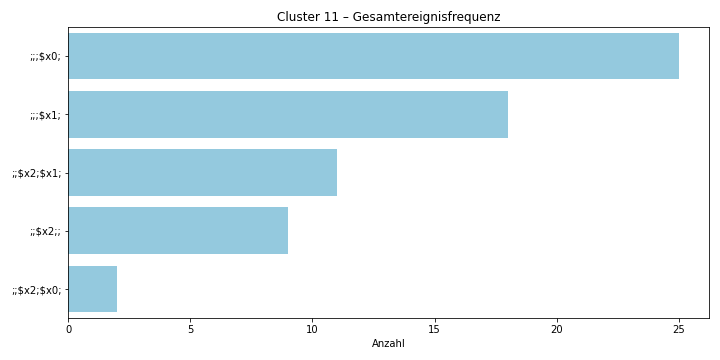 Cluster 11 – Gesamtereignisfrequenz
;;;$x0;
;;;$x1;
;;$x2;$x1;
;;$x2;;
;;$x2;$x0;
0 5 10 15 20 25
Anzahl